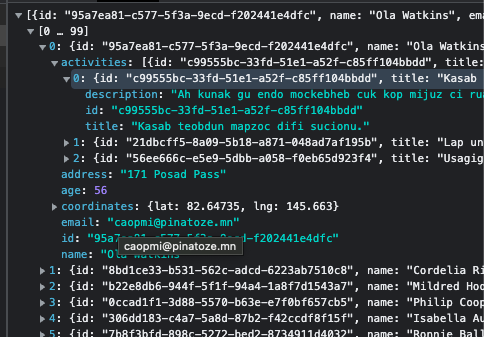 [{id: "95a7ea81-c577-5f3a-9ecd-f202441e4dfc", name: "Ola Watkins", ema
[0 … 99]
0: {id: "95a7ea81-c577-5f3a-9ecd-f202441e4dfc", name: "Ola Watkins
activities: [{id: "c99555bc-33fd-51e1-a52f-c85ff104bbdd", title:
0: {id: "c99555bc-33fd-51e1-a52f-c85ff104bbdd", title: "Kasab
description: "Ah kunak gu endo mockebheb cuk kop mijuz ci rua
id: "c99555bc-33fd-51e1-a52f-c85ff104bbdd"
title: "Kasab teobdun mapzoc difi sucionu."
1: {id: "21dbcff5-8a09-5b18-a871-048ad7af195b", title: "Lap un
2: {id: "56ee666c-e5e9-5dbb-a058-f0eb65d923f4", title: "Usagig
address: "171 Posad Pass"
age: 56
coordinates: {lat: 82.64735, lng: 145.663}
email: "caopmi@pinatoze.mn"
id: "95a7
441e4dfc"
caopmi@pinatoze.mn
name: "Ola Watkins"
1: {id: "8bd1ce33-b531-562c-adcd-6223ab7510c8", name: "Cordelia Ri
2: {id: "b22e8db6-944f-5f1f-94a4-1a8f7d1543a7", name: "Mildred Hoo
3: {id: "0ccad1f1-3d88-5570-b63e-e7f0bf657cb5", name: "Philip Coop
4: {id: "306dd183-c4a7-5a8d-87b2-f42ccdf8f15f", name: "Isabella Au
5: {id: "7b8f3bfd-898c-5272-bed2-8734911d4032", name: "Ronnie Ball